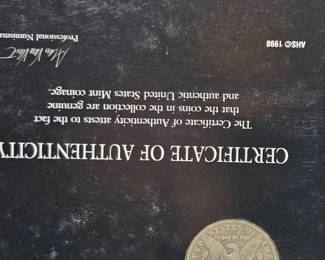 CERTIFICATE OF AUTHENTICITY
The Certificate of Authenticity attests to the fact
that the coins in the collection are genuine
and authentic United States Mint coinage.
Professional Numisma
AHS© 1998